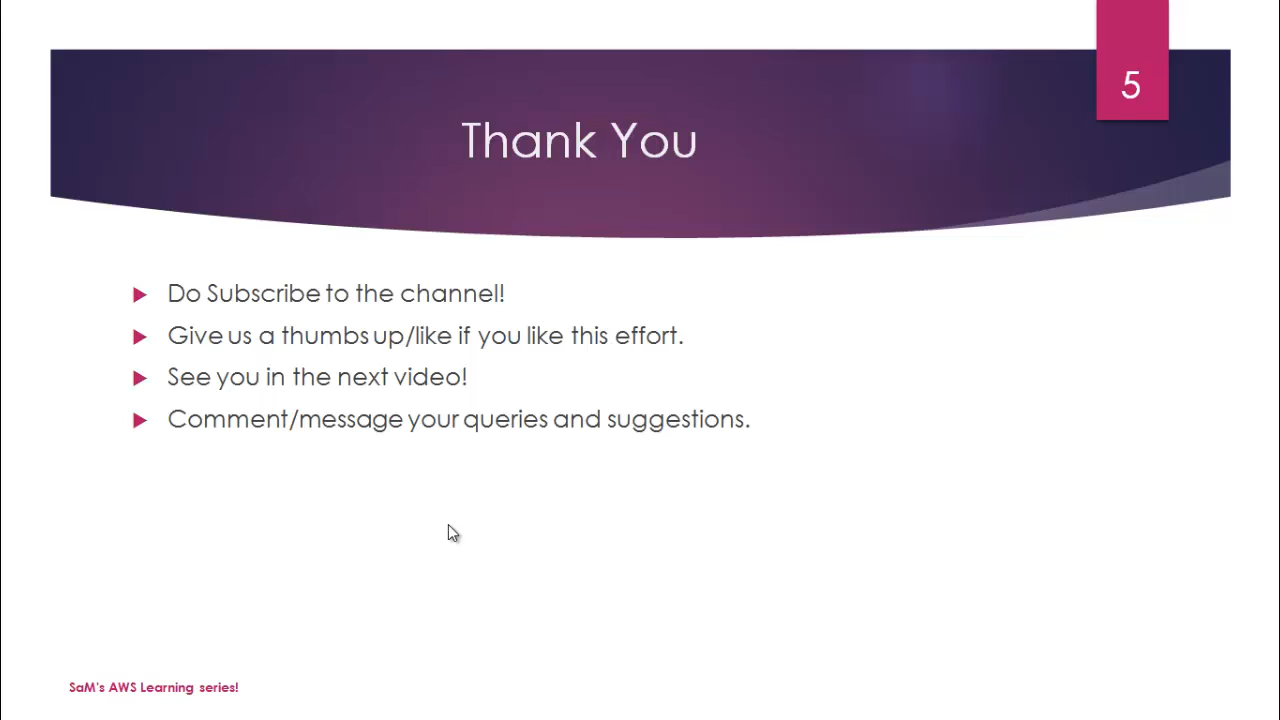 5
Thank You
Do Subscribe to the channel!
Give us a thumbs up/like if you like this effort.
See you in the next video!
Comment/message your queries and suggestions.
SaM's AWS Learning series!